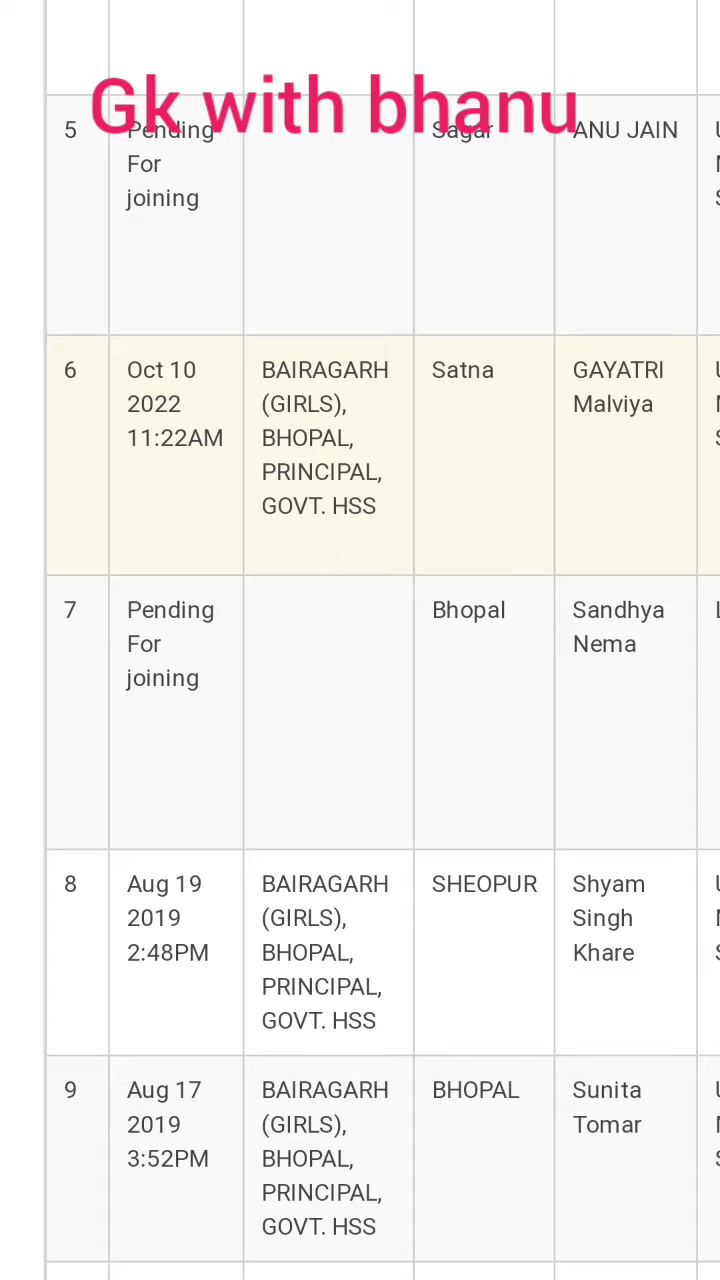 Gk with bhanu
5 Pending Sagar ANU JAIN
For
joining
6 Oct 10 BAIRAGARH Satna GAYATRI
2022 (GIRLS), Malviya
11:22AM BHOPAL,
PRINCIPAL,
GOVT. HSS
7 Pending Bhopal Sandhya
For Nema
joining
8 Aug 19 BAIRAGARH SHEOPUR Shyam
2019 (GIRLS), Singh
2:48PM BHOPAL, Khare
PRINCIPAL,
GOVT. HSS
9 Aug 17 BAIRAGARH BHOPAL Sunita
2019 (GIRLS), Tomar
3:52PM BHOPAL,
PRINCIPAL,
GOVT. HSS